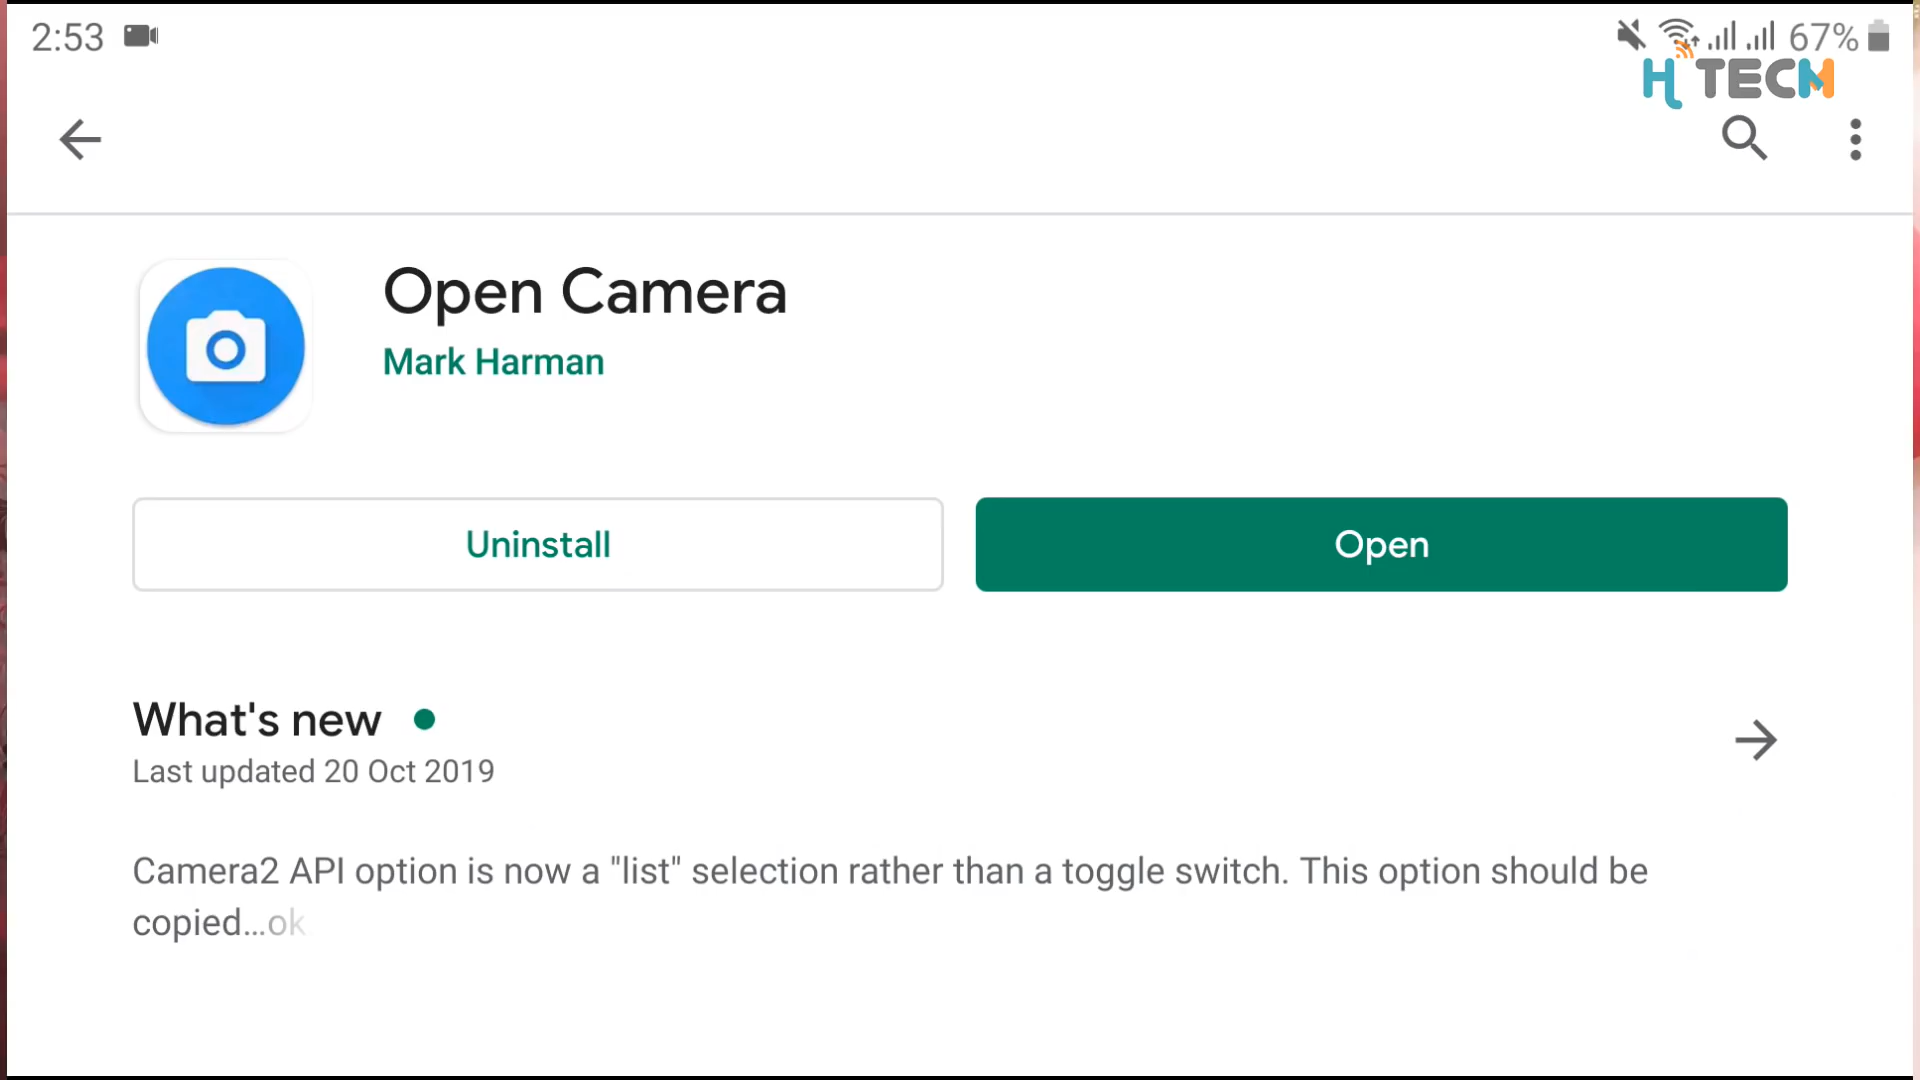 2:53
67%
H TECH
Open Camera
Mark Harman
Uninstall
Open
What's new
Last updated 20 Oct 2019
Camera2 API option is now a "list" selection rather than a toggle switch. This option should be
copied…ok